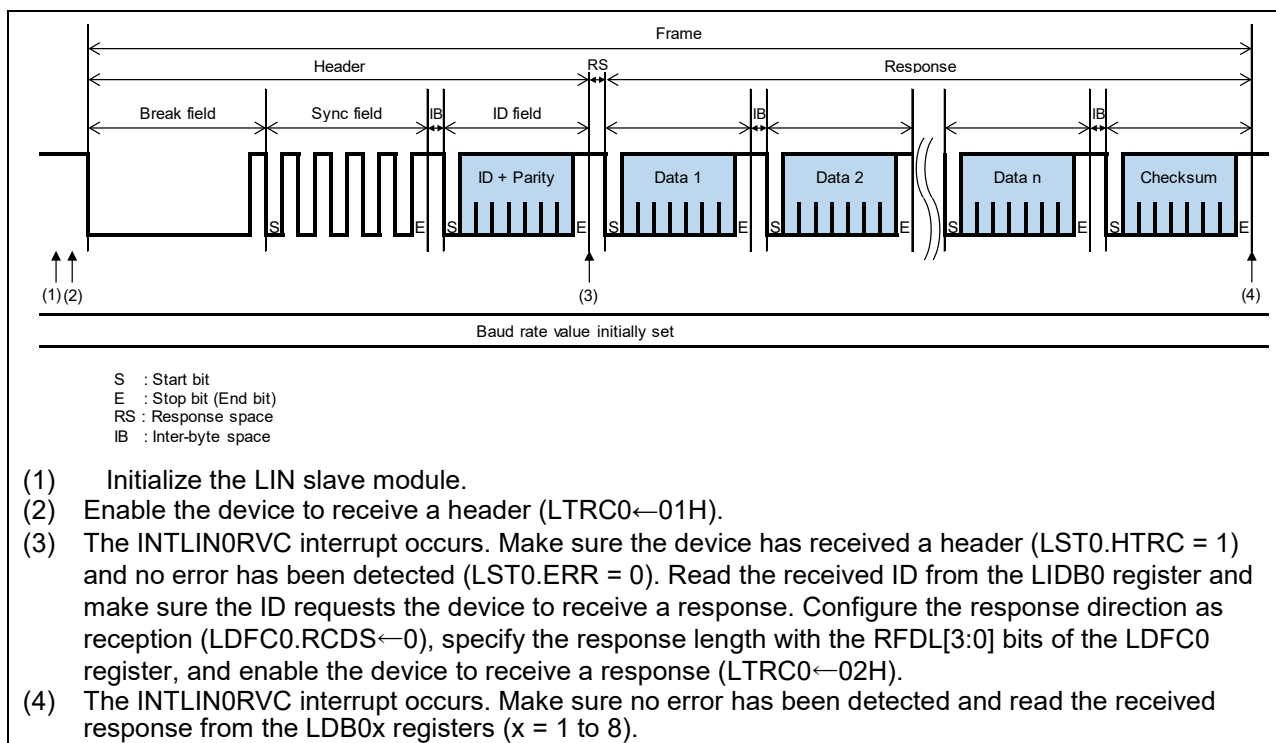 Frame
Header RS Response
Break field Sync field IB ID field IB IB
ID + Parity Data 1 Data 2 Data n Checksum
S E S E S E S E S E S E
(1) (2) (3) (4)
Baud rate value initially set
S : Start bit
E : Stop bit (End bit)
RS : Response space
IB : Inter-byte space
(1) Initialize the LIN slave module.
(2) Enable the device to receive a header (LTRC0←01H).
(3) The INTLIN0RVC interrupt occurs. Make sure the device has received a header (LST0.HTRC = 1)
and no error has been detected (LST0.ERR = 0). Read the received ID from the LIDB0 register and
make sure the ID requests the device to receive a response. Configure the response direction as
reception (LDFC0.RCDS←0), specify the response length with the RFDL[3:0] bits of the LDFC0
register, and enable the device to receive a response (LTRC0←02H).
(4) The INTLIN0RVC interrupt occurs. Make sure no error has been detected and read the received
response from the LDB0x registers (x = 1 to 8).